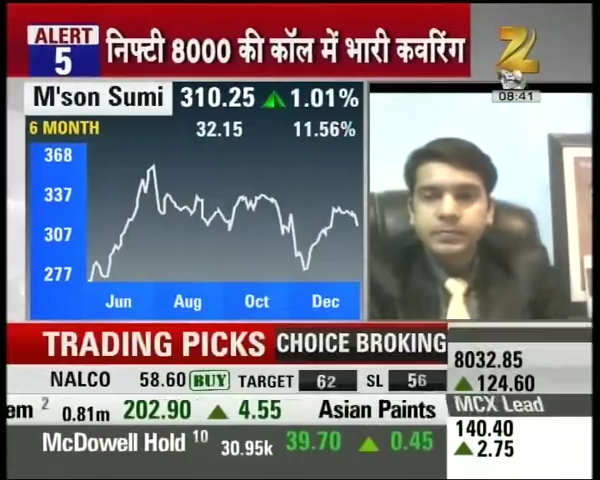 ALERT 5
निफ्टी 8000 की कॉल में भारी कवरिंग
08:41
M'son Sumi 310.25 1.01%
6 MONTH 32.15 11.56%
368
337
307
277
Jun Aug Oct Dec
TRADING PICKS CHOICE BROKING
NALCO 58.60 BUY TARGET 62 SL 56
8032.85
124.60
em 2 0.81m 202.90 4.55 Asian Paints
MCX Lead
140.40
2.75
McDowell Hold 10 30.95k 39.70 0.45